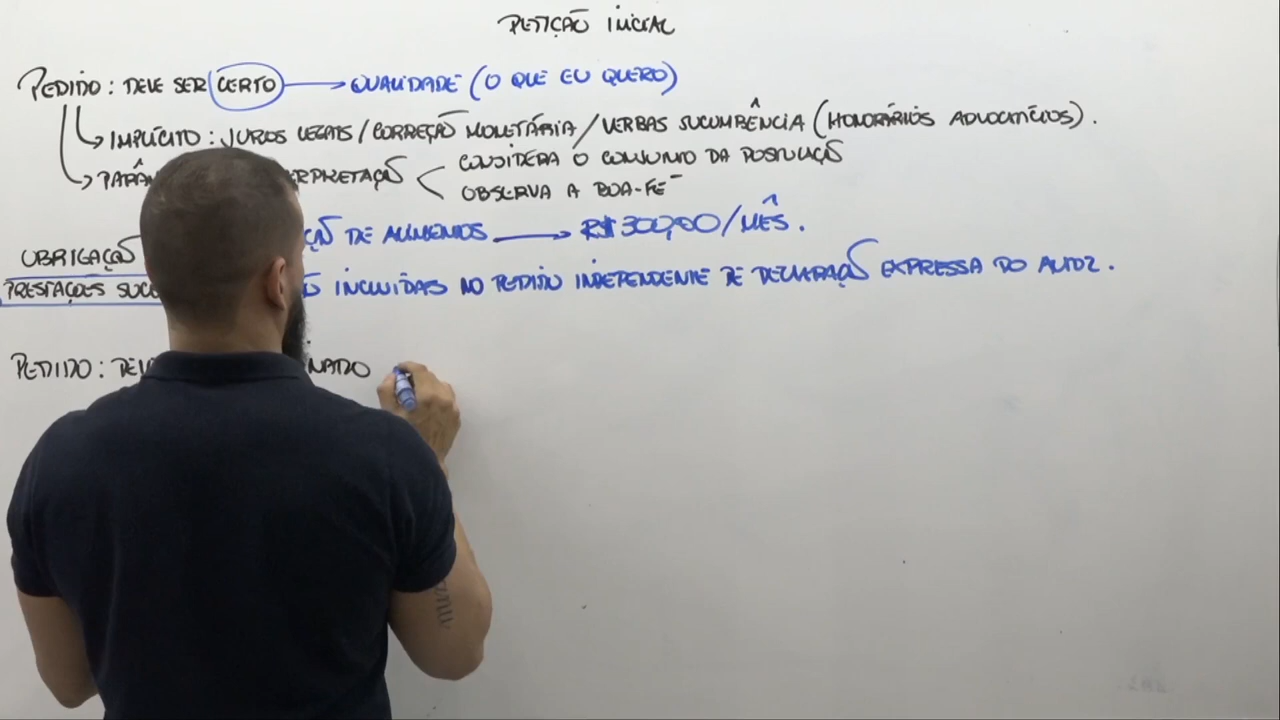 PETIÇÃO INICIAL
PEDIDO: DEVE SER CERTO → QUALIDADE (O QUE EU QUERO)
→ IMPLÍCITO: JUROS LEGAIS/CORREÇÃO MONETÁRIA/VERBAS SUCUMBÊNCIA (HONORÁRIOS ADVOCATÍCIOS).
CONSIDERA O CONJUNTO DA POSTULAÇÃO
OBSERVA A BOA-FÉ
OBRIGAÇÃO DE ALIMENTOS → R$300,00/MÊS.
PRESTAÇÕES INCLUÍDAS NO PEDIDO INDEPENDENTE DE DECLARAÇÃO EXPRESSA DO AUTOR.
PEDIDO: